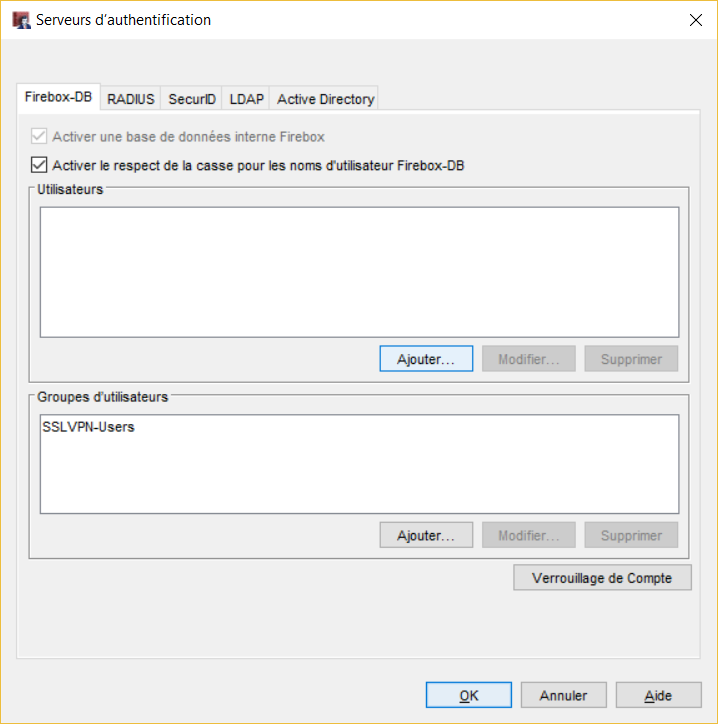 Serveurs d'authentification
Firebox-DB RADIUS SecurID LDAP Active Directory
Activer une base de données interne Firebox
Activer le respect de la casse pour les noms d'utilisateur Firebox-DB
Utilisateurs
Ajouter... Modifier... Supprimer
Groupes d'utilisateurs
SSLVPN-Users
Ajouter... Modifier... Supprimer
Verrouillage de Compte
OK Annuler Aide